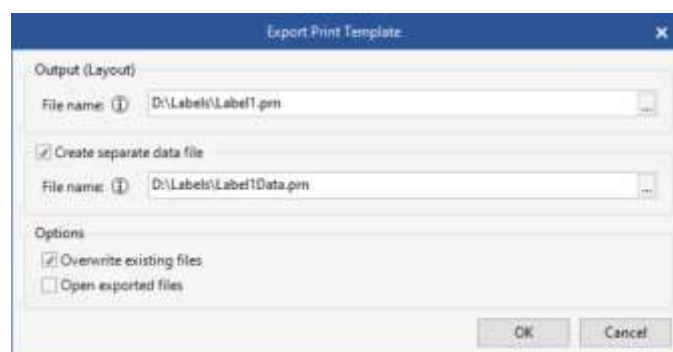 Export Print Template
Output (Layout)
File name: D:\Labels\Label1.prn
...
Create separate data file
File name: D:\Labels\Label1Data.prn
...
Options
Overwrite existing files
Open exported files
OK Cancel